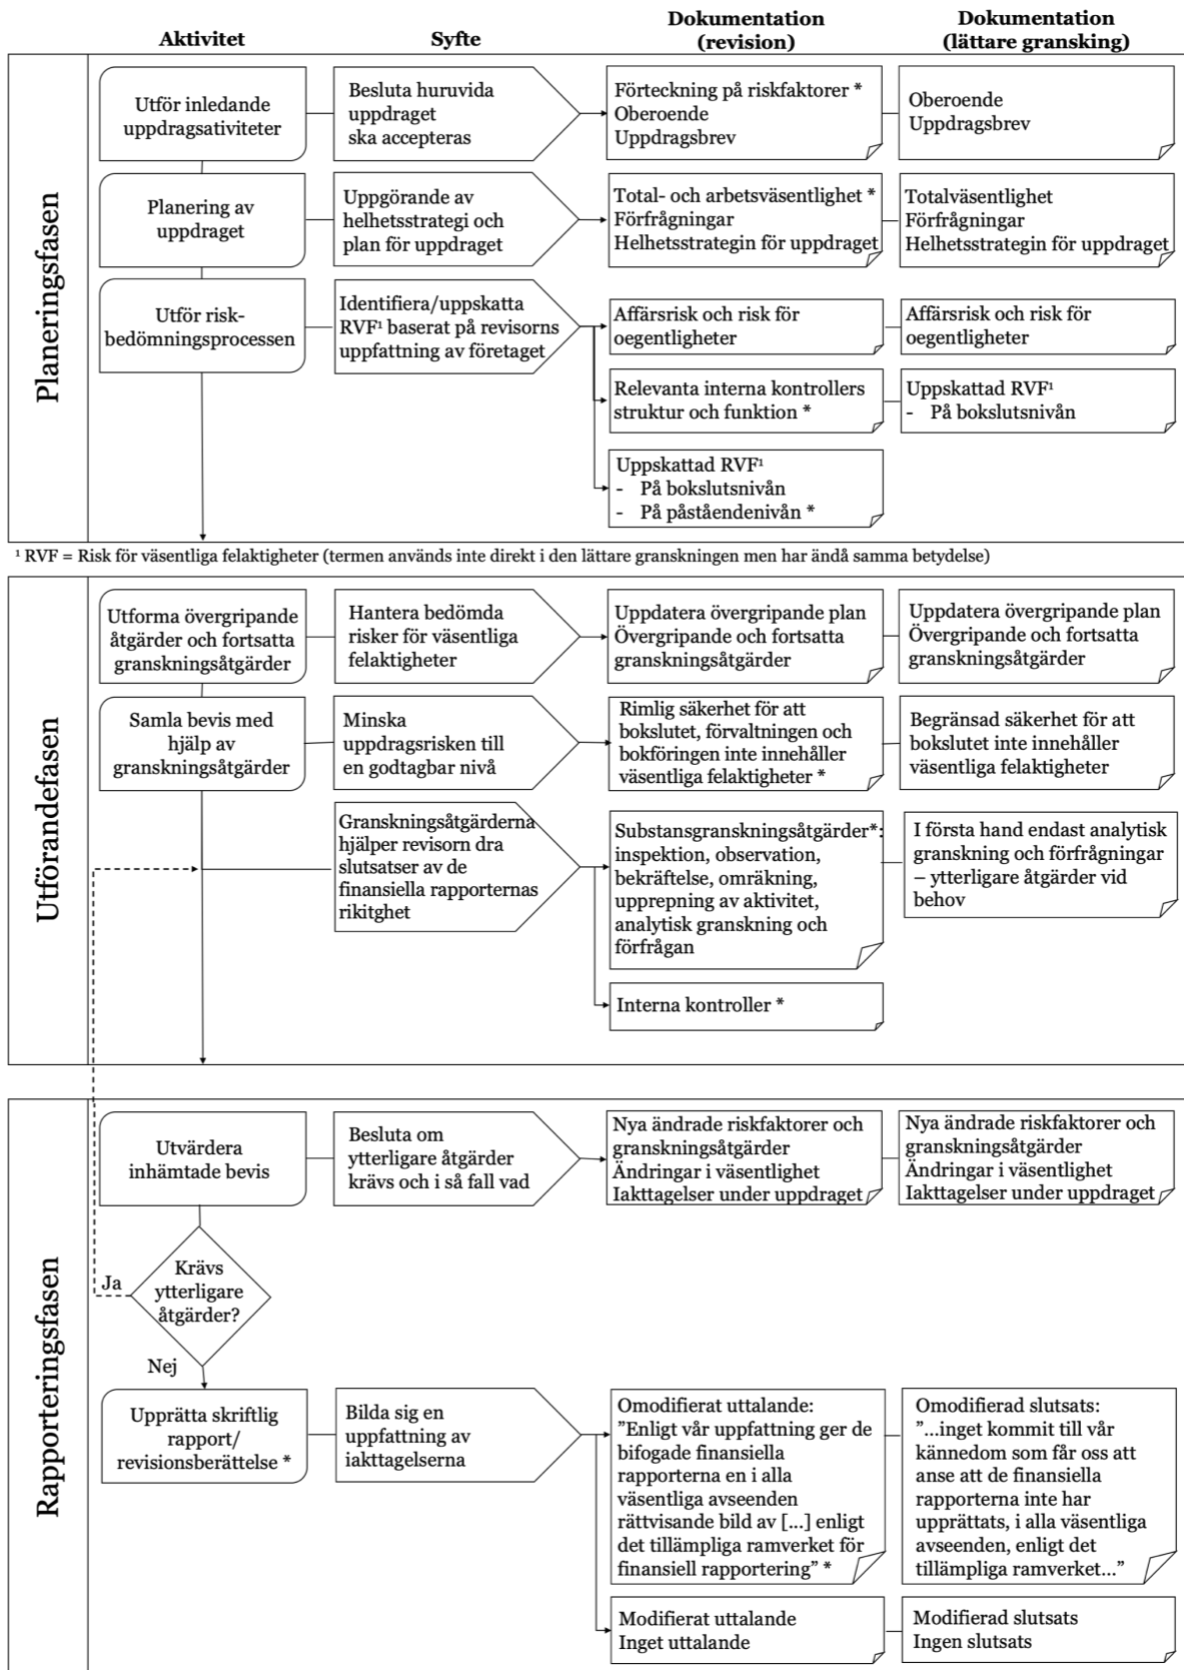 Aktivitet
Syfte
Dokumentation
(revision)
Dokumentation
(lättare gransking)
Planeringsfasen
Utför inledande
uppdragsativiteter
Besluta huruvida
uppdraget
ska accepteras
Förteckning på riskfaktorer *
Oberoende
Uppdragsbrev
Oberoende
Uppdragsbrev
Planering av
uppdraget
Uppgörande av
helhetsstrategi och
plan för uppdraget
Total- och arbetsväsentlighet *
Förfrågningar
Helhetsstrategin för uppdraget
Totalväsentlighet
Förfrågningar
Helhetsstrategin för uppdraget
Utför risk-
bedömningsprocessen
Identifiera/uppskatta
RVF¹ baserat på revisorns
uppfattning av företaget
Affärsrisk och risk för
oegentligheter
Affärsrisk och risk för
oegentligheter
Relevanta interna kontrollers
struktur och funktion *
Uppskattad RVF¹
- På bokslutsnivån
Uppskattad RVF¹
- På bokslutsnivån
- På påståendenivån *
¹ RVF = Risk för väsentliga felaktigheter (termen används inte direkt i den lättare granskningen men har ändå samma betydelse)
Utförandefasen
Utforma övergripande
åtgärder och fortsatta
granskningsåtgärder
Hantera bedömda
risker för väsentliga
felaktigheter
Uppdatera övergripande plan
Övergripande och fortsatta
granskningsåtgärder
Uppdatera övergripande plan
Övergripande och fortsatta
granskningsåtgärder
Samla bevis med
hjälp av
granskningsåtgärder
Minska
uppdragsrisken till
en godtagbar nivå
Rimlig säkerhet för att
bokslutet, förvaltningen och
bokföringen inte innehåller
väsentliga felaktigheter *
Begränsad säkerhet för att
bokslutet inte innehåller
väsentliga felaktigheter
Granskningsåtgärderna
hjälper revisorn dra
slutsatser av de
finansiella rapporternas
rikitghet
Substansgranskningsåtgärder*:
inspektion, observation,
bekräftelse, omräkning,
upprepning av aktivitet,
analytisk granskning och
förfrågan
I första hand endast analytisk
granskning och förfrågningar
– ytterligare åtgärder vid
behov
Interna kontroller *
Rapporteringsfasen
Utvärdera
inhämtade bevis
Besluta om
ytterligare åtgärder
krävs och i så fall vad
Nya ändrade riskfaktorer och
granskningsåtgärder
Ändringar i väsentlighet
Iakttagelser under uppdraget
Nya ändrade riskfaktorer och
granskningsåtgärder
Ändringar i väsentlighet
Iakttagelser under uppdraget
Krävs
ytterligare
åtgärder?
Ja
Nej
Upprätta skriftlig
rapport/
revisionsberättelse *
Bilda sig en
uppfattning av
iakttagelserna
Omodifierat uttalande:
”Enligt vår uppfattning ger de
bifogade finansiella
rapporterna en i alla
väsentliga avseenden
rättvisande bild av [...] enligt
det tillämpliga ramverket för
finansiell rapportering” *
Omodifierad slutsats:
”...inget kommit till vår
kännedom som får oss att
anse att de finansiella
rapporterna inte har
upprättats, i alla väsentliga
avseenden, enligt det
tillämpliga ramverket...”
Modifierat uttalande
Inget uttalande
Modifierad slutsats
Ingen slutsats